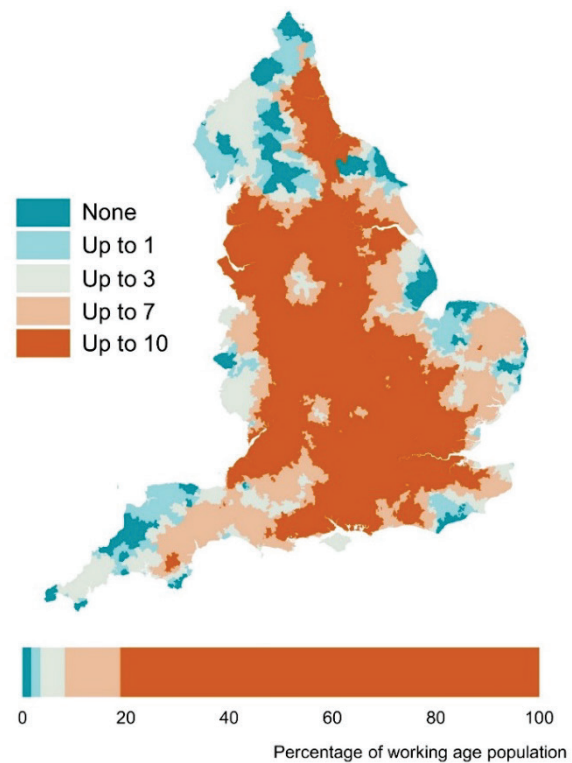 None
Up to 1
Up to 3
Up to 7
Up to 10
0 20 40 60 80 100
Percentage of working age population